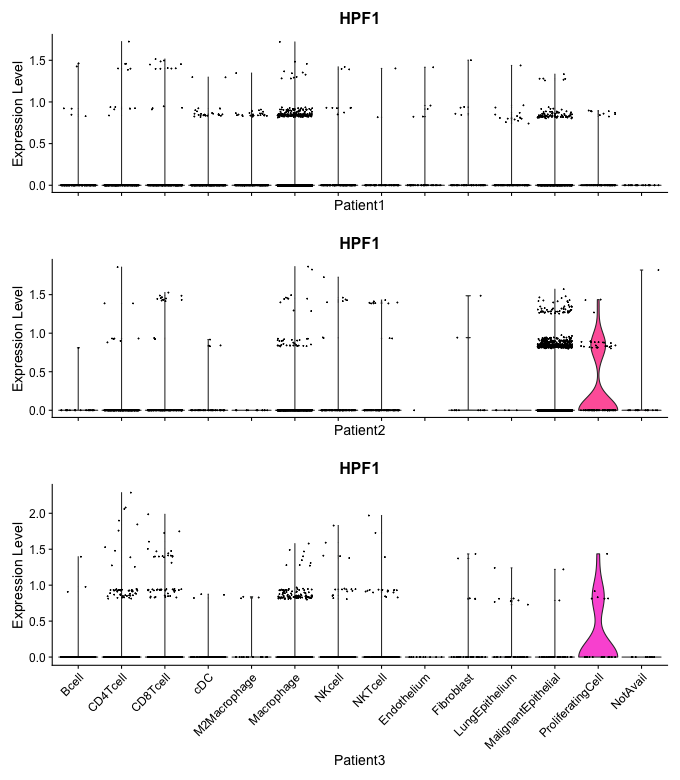 HPF1
Expression Level
1.5
1.0
0.5
0.0
Patient1
HPF1
Expression Level
1.5
1.0
0.5
0.0
Patient2
HPF1
Expression Level
2.0
1.5
1.0
0.5
0.0
Bcell
CD4Tcell
CD8Tcell
cDC
M2Macrophage
Macrophage
NKcell
NKTcell
Endothelium
Fibroblast
LungEpithelium
MalignantEpithelial
ProliferatingCell
NotAvail
Patient3